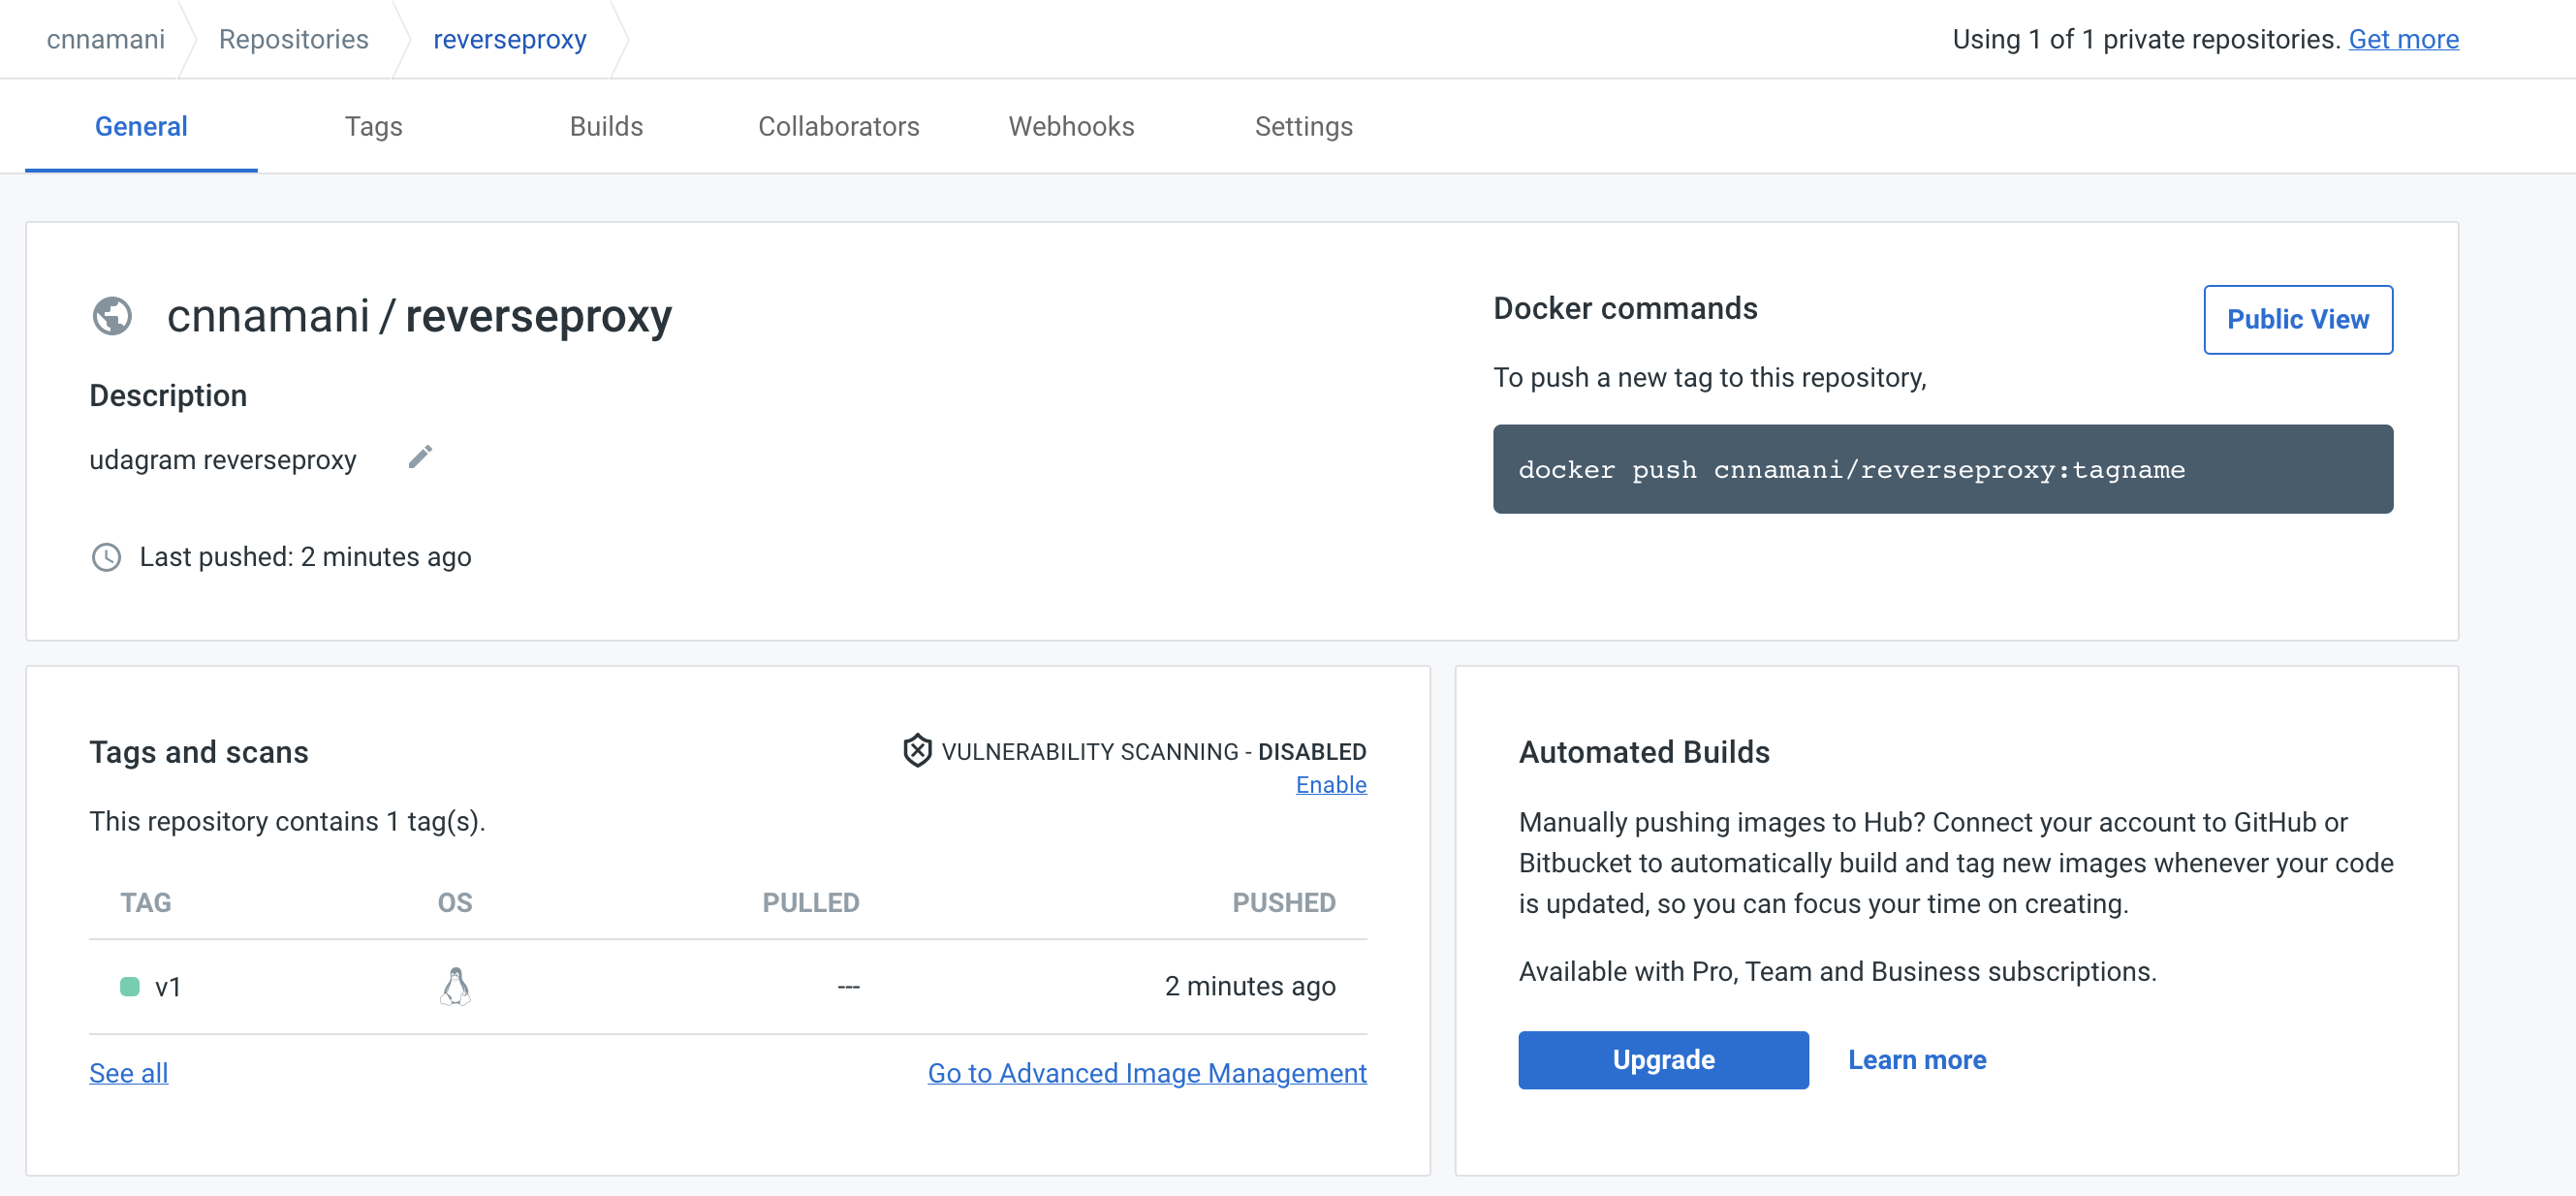 cnnamani
Repositories
reverseproxy
Using 1 of 1 private repositories. Get more
General
Tags
Builds
Collaborators
Webhooks
Settings
cnnamani / reverseproxy
Description
udagram reverseproxy
Last pushed: 2 minutes ago
Docker commands
Public View
To push a new tag to this repository,
docker push cnnamani/reverseproxy:tagname
Tags and scans
VULNERABILITY SCANNING - DISABLED
Enable
This repository contains 1 tag(s).
TAG OS PULLED PUSHED
v1 --- 2 minutes ago
See all
Go to Advanced Image Management
Automated Builds
Manually pushing images to Hub? Connect your account to GitHub or
Bitbucket to automatically build and tag new images whenever your code
is updated, so you can focus your time on creating.
Available with Pro, Team and Business subscriptions.
Upgrade
Learn more